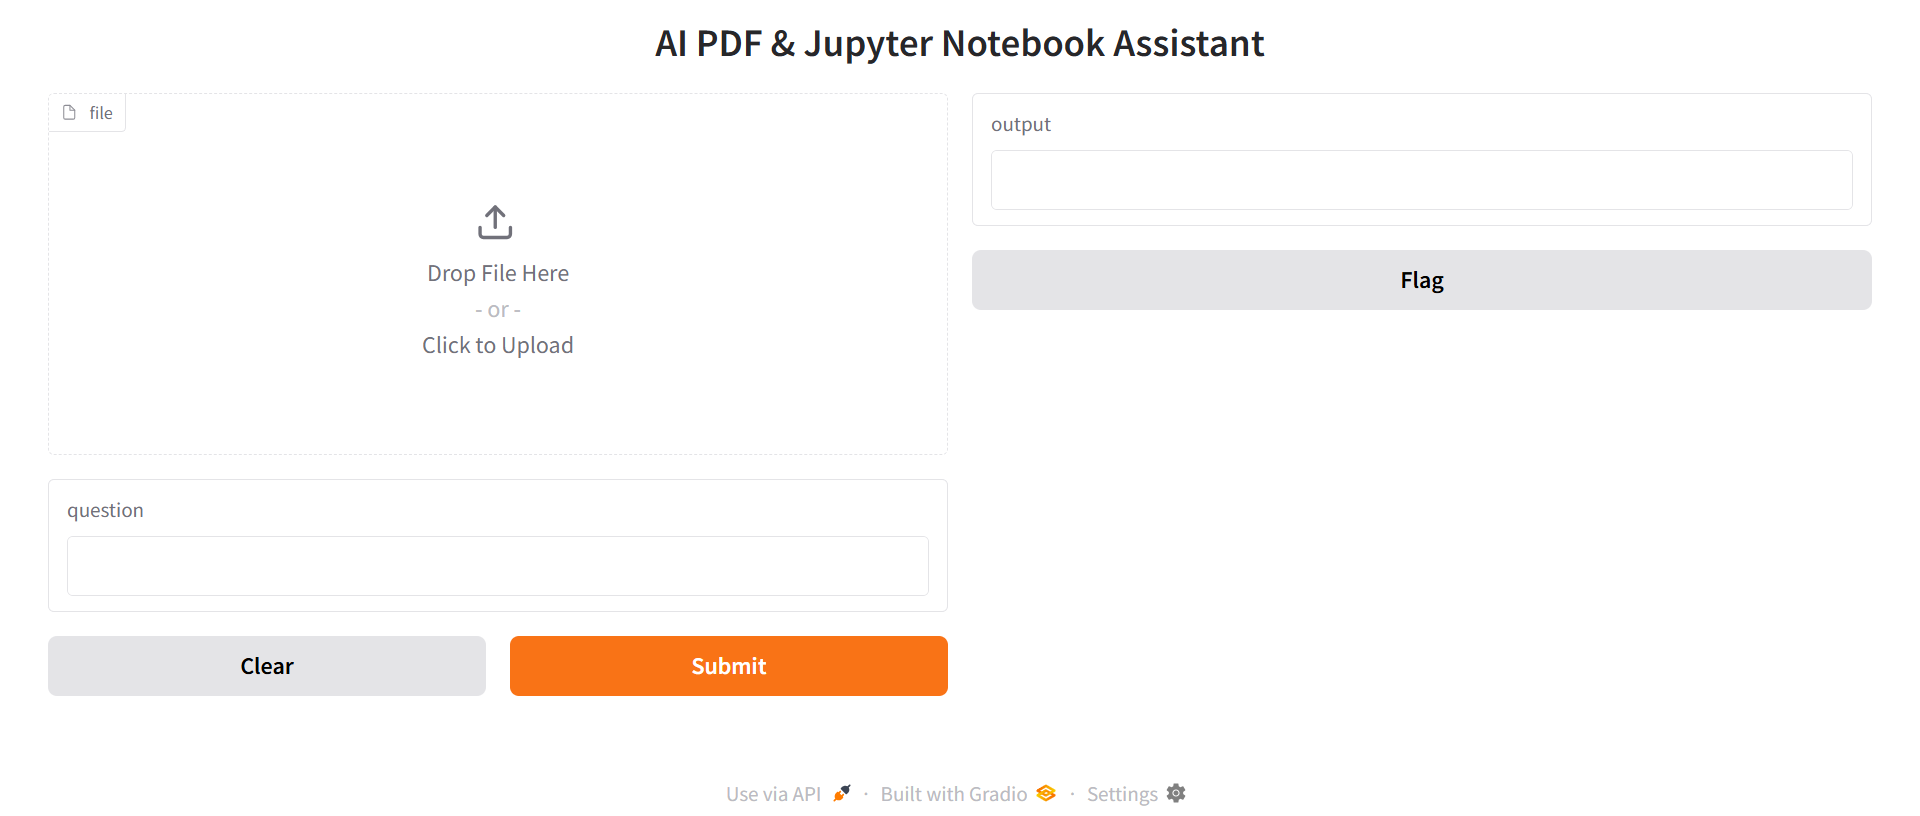 AI PDF & Jupyter Notebook Assistant
file
Drop File Here
- or -
Click to Upload
question
Clear
Submit
output
Flag
Use via API · Built with Gradio · Settings